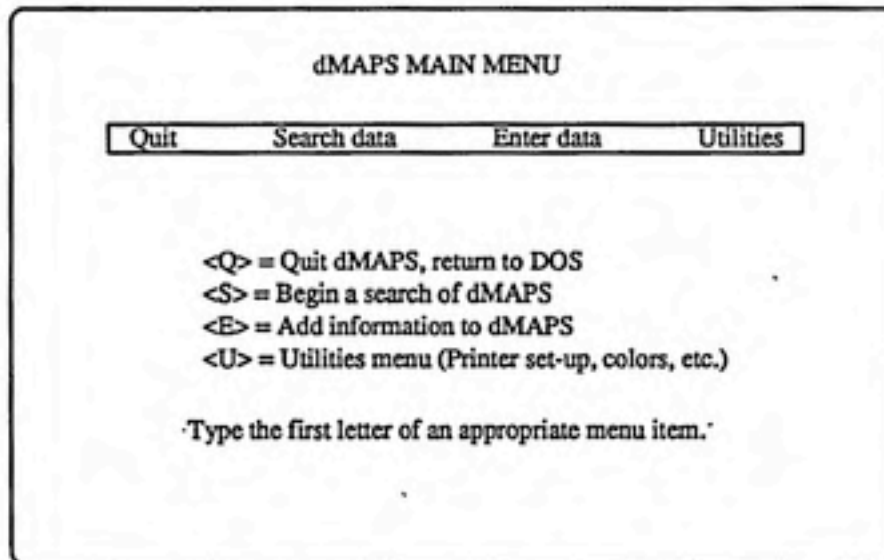 dMAPS MAIN MENU
Quit Search data Enter data Utilities
<Q> = Quit dMAPS, return to DOS
<S> = Begin a search of dMAPS
<E> = Add information to dMAPS
<U> = Utilities menu (Printer set-up, colors, etc.)
Type the first letter of an appropriate menu item.